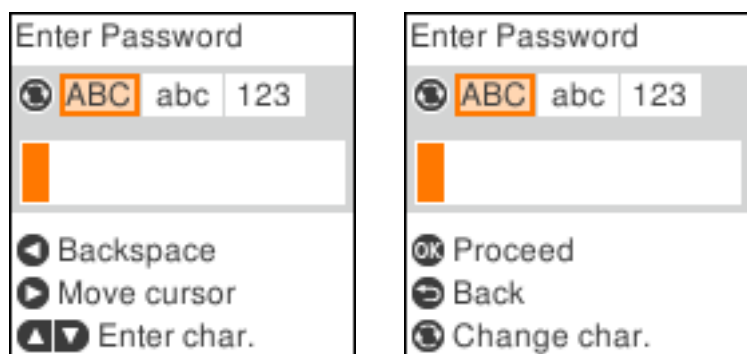 Enter Password
ABC abc 123
Backspace
Move cursor
Enter char.
Enter Password
ABC abc 123
OK Proceed
Back
Change char.